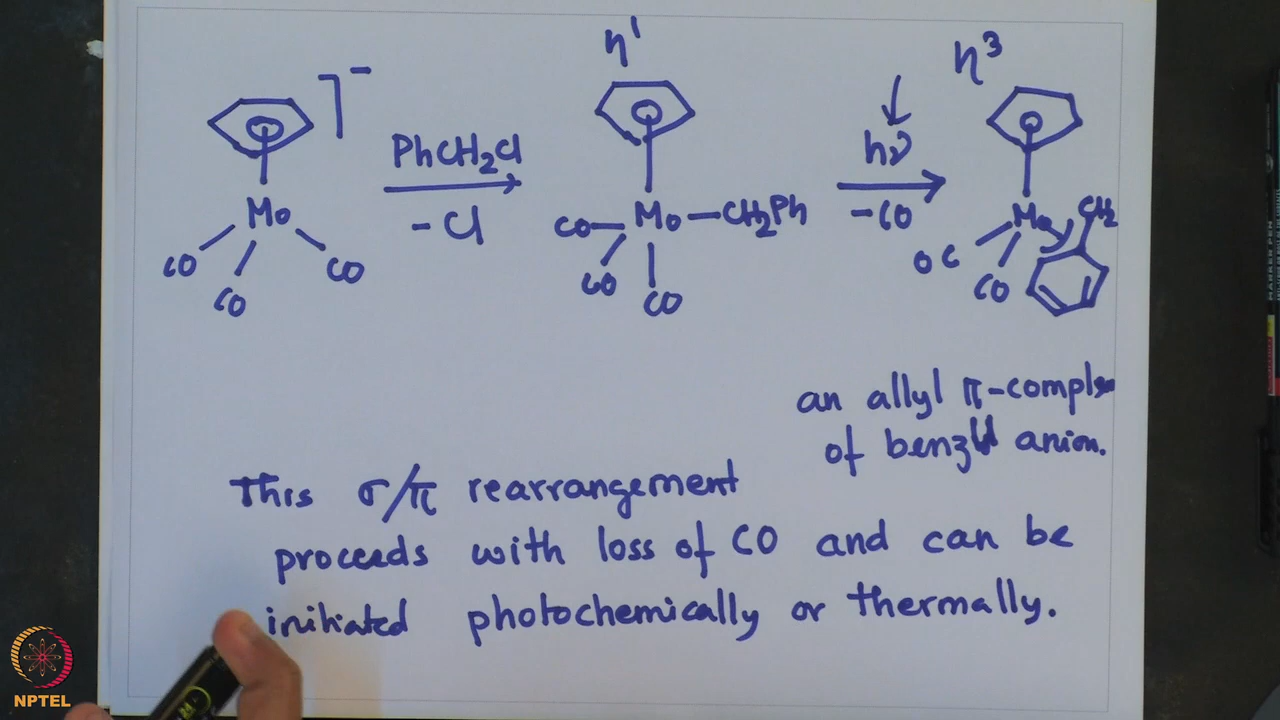 η¹ η³
]⁻
PhCH₂Cl hν
- Cl - CO
Mo Mo—CH₂Ph Mo CH₂
CO CO CO
CO CO CO
OC CO
an allyl π-complex
of benzyl anion.
This σ/π rearrangement
proceeds with loss of CO and can be
initiated photochemically or thermally.
NPTEL